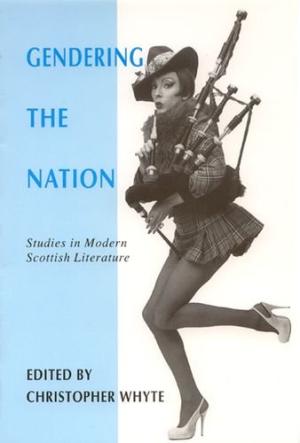 GENDERING
THE
NATION
Studies in Modern
Scottish Literature
EDITED BY
CHRISTOPHER WHYTE